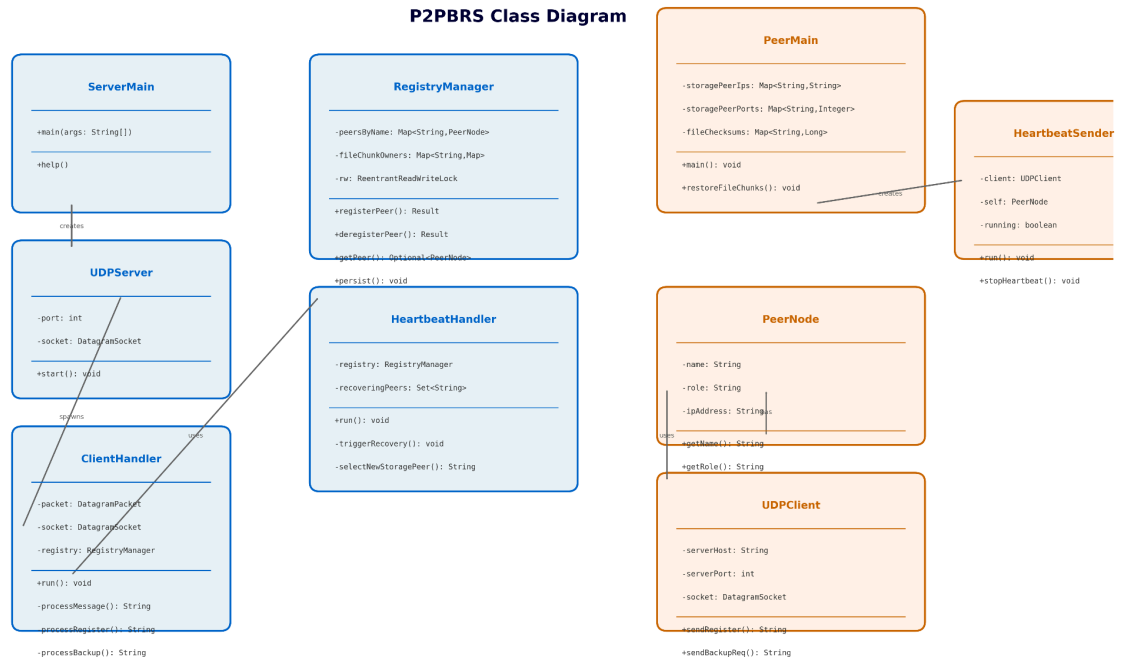 P2PBRS Class Diagram
ServerMain
+main(args: String[])
+help()
creates
UDPServer
-port: int
-socket: DatagramSocket
+start(): void
spawns
ClientHandler
-packet: DatagramPacket
-socket: DatagramSocket
-registry: RegistryManager
+run(): void
-processMessage(): String
-processRegister(): String
-processBackup(): String
RegistryManager
-peersByName: Map<String,PeerNode>
-fileChunkOwners: Map<String,Map>
-rw: ReentrantReadWriteLock
+registerPeer(): Result
+deregisterPeer(): Result
+getPeer(): Optional<PeerNode>
+persist(): void
uses
HeartbeatHandler
-registry: RegistryManager
-recoveringPeers: Set<String>
+run(): void
-triggerRecovery(): void
-selectNewStoragePeer(): String
PeerMain
-storagePeerIps: Map<String,String>
-storagePeerPorts: Map<String,Integer>
-fileChecksums: Map<String,Long>
+main(): void
+restoreFileChunks(): void
creates
HeartbeatSender
-client: UDPClient
-self: PeerNode
-running: boolean
+run(): void
+stopHeartbeat(): void
PeerNode
-name: String
-role: String
-ipAddress: String
has
uses
+getName(): String
+getRole(): String
UDPClient
-serverHost: String
-serverPort: int
-socket: DatagramSocket
+sendRegister(): String
+sendBackupReq(): String